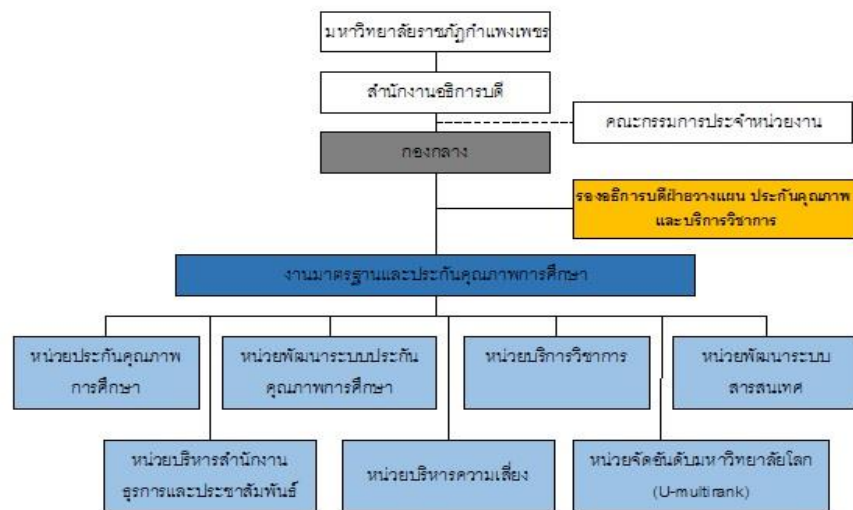 มหาวิทยาลัยราชภัฏกำแพงเพชร
สำนักงานอธิการบดี
คณะกรรมการประจำหน่วยงาน
กองกลาง
รองอธิการบดีฝ่ายวางแผน ประกันคุณภาพ
และบริการวิชาการ
งานมาตรฐานและประกันคุณภาพการศึกษา
หน่วยประกันคุณภาพ
การศึกษา
หน่วยพัฒนาระบบประกัน
คุณภาพการศึกษา
หน่วยบริการวิชาการ
หน่วยพัฒนาระบบ
สารสนเทศ
หน่วยบริหารสำนักงาน
ธุรการและประชาสัมพันธ์
หน่วยบริหารความเสี่ยง
หน่วยจัดอันดับมหาวิทยาลัยโลก
(U-multirank)